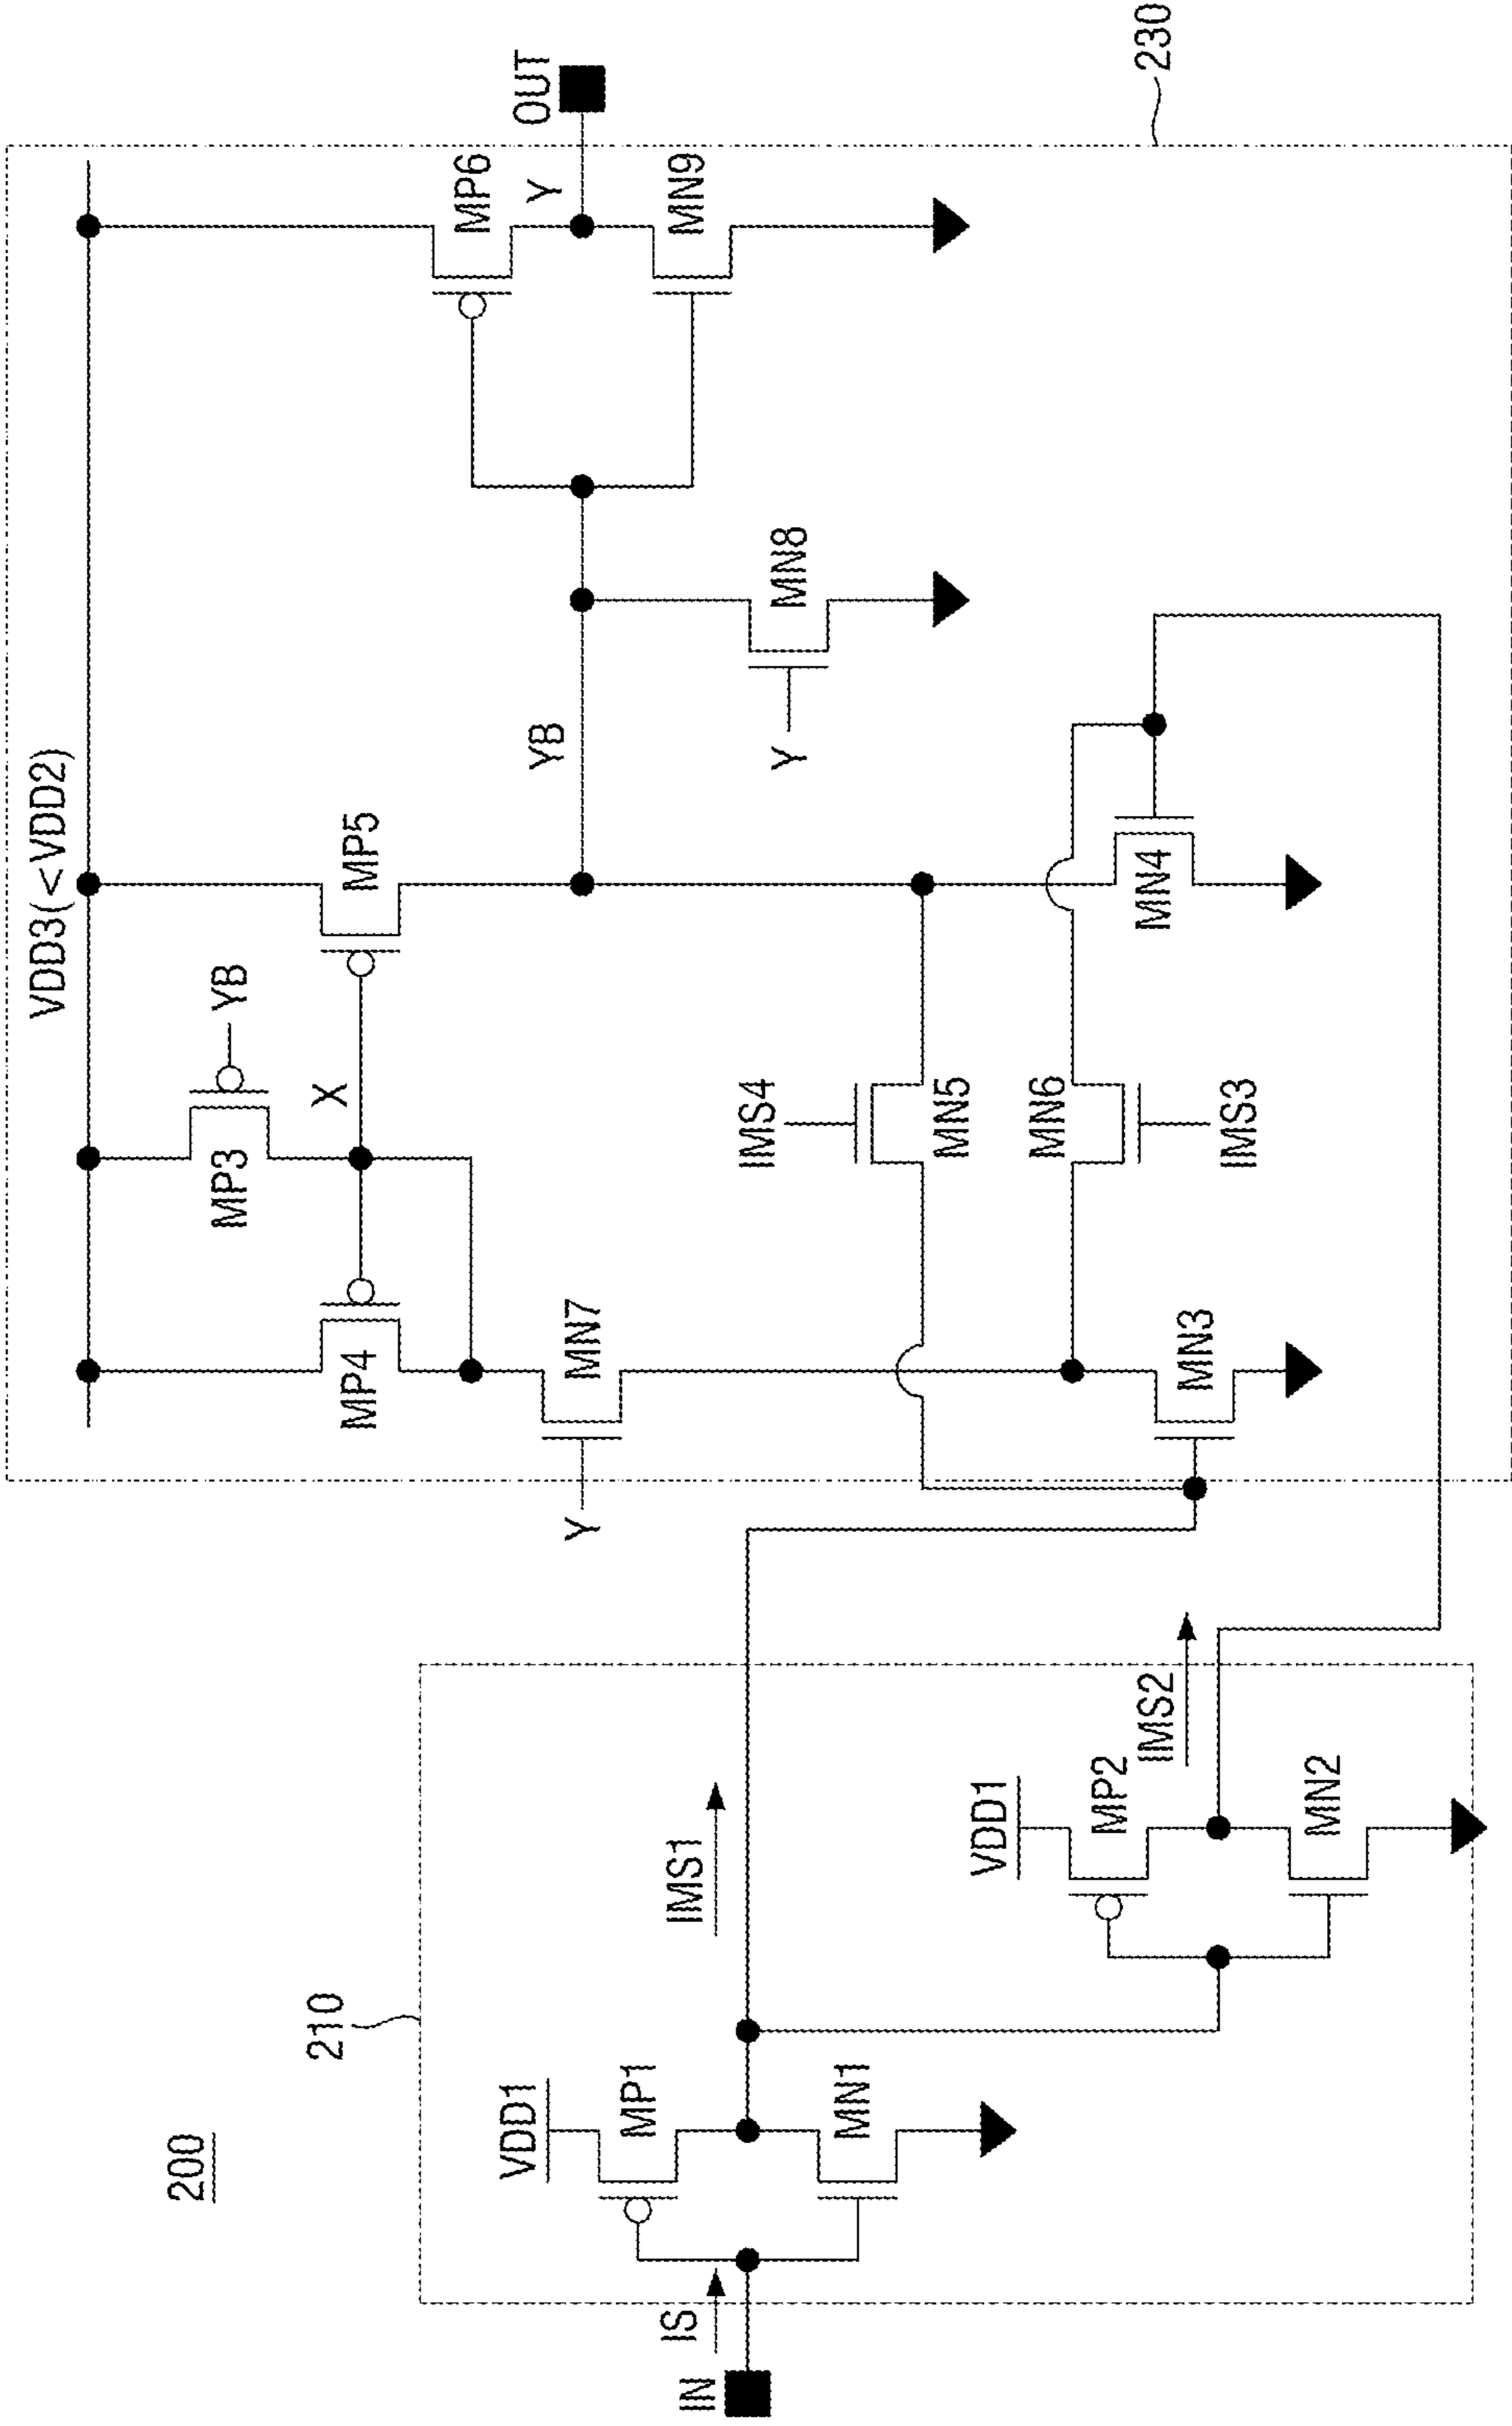 200
VDD3(<VDD2)
MP4
MP3
YB
X
MP5
MP6
Y
OUT
Y
MN7
YB
Y
MN8
MN9
IMS4
MN5
MN6
IMS3
MN3
MN4
230
210
IN
IS
VDD1
MP1
MN1
IMS1
VDD1
MP2
MN2
IMS2